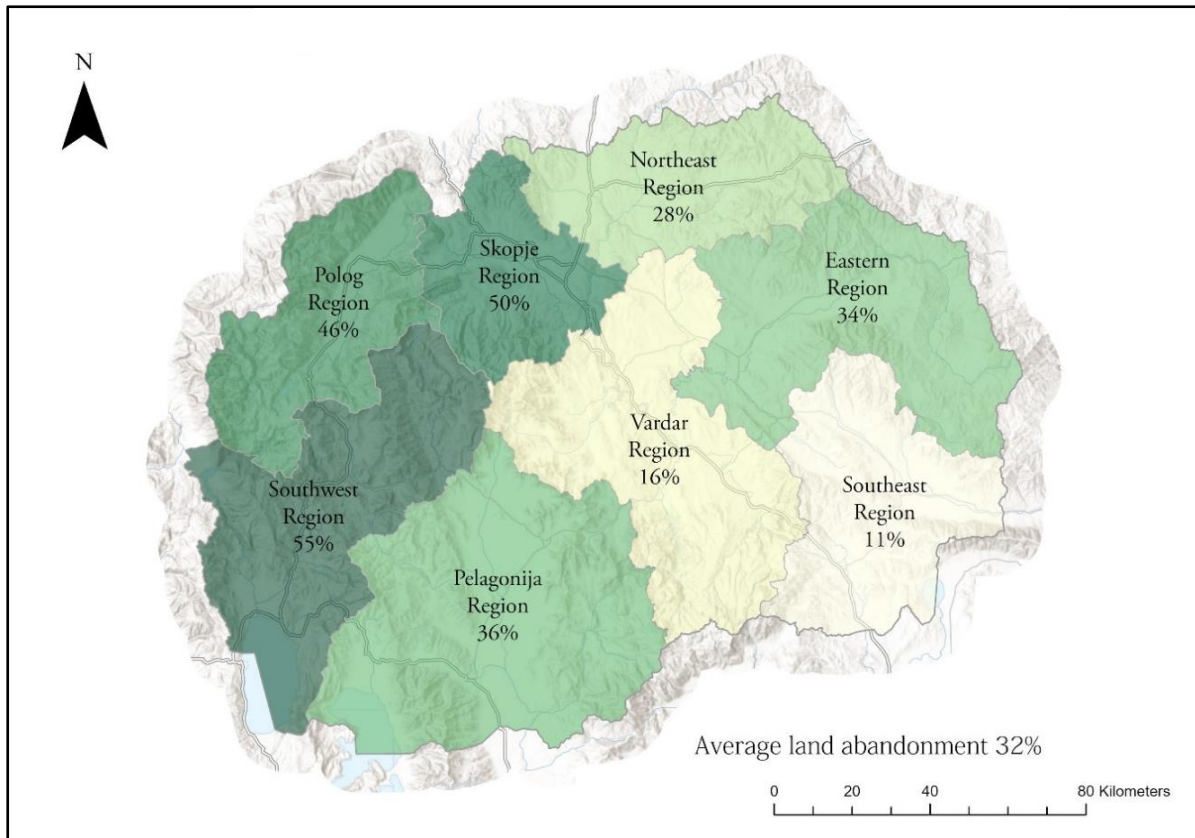 N
Northeast
Region
28%
Skopje
Region
50%
Polog
Region
46%
Eastern
Region
34%
Vardar
Region
16%
Southwest
Region
55%
Southeast
Region
11%
Pelagonija
Region
36%
Average land abandonment 32%
0 20 40 80 Kilometers